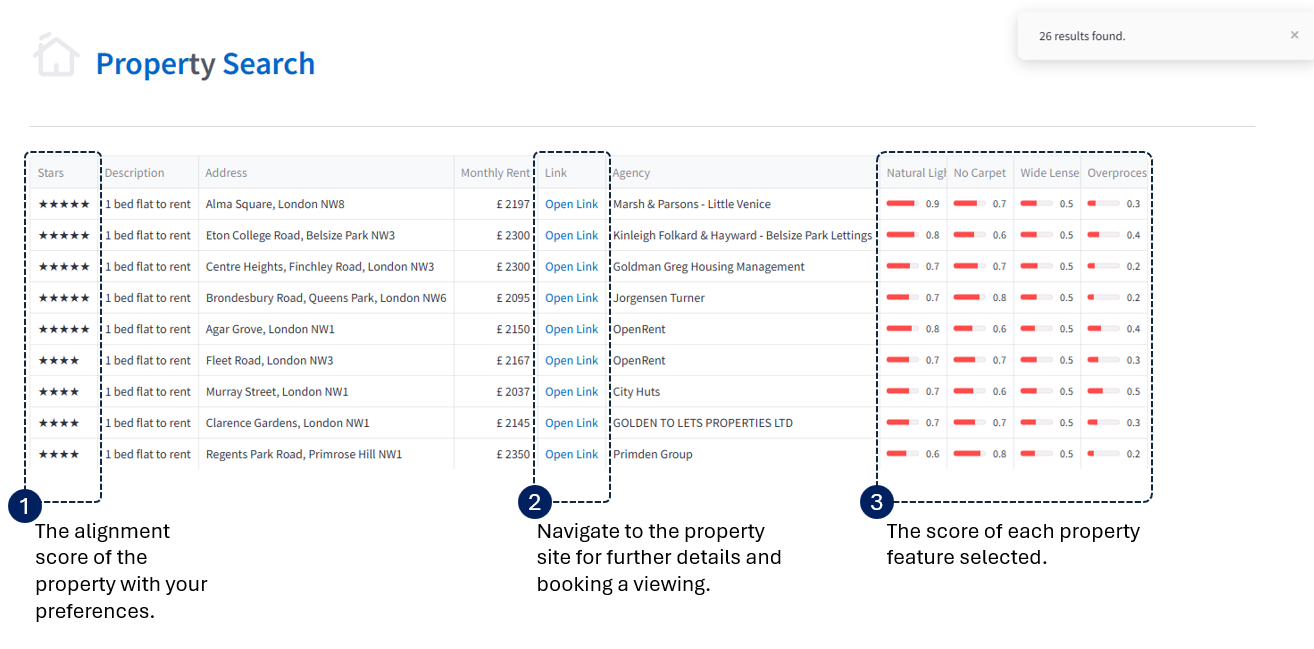 26 results found.
Property Search
Stars Description Address Monthly Rent Link Agency Natural Ligh No Carpet Wide Lense Overproces
★★★★★ 1 bed flat to rent Alma Square, London NW8 £ 2197 Open Link Marsh & Parsons - Little Venice 0.9 0.7 0.5 0.3
★★★★★ 1 bed flat to rent Eton College Road, Belsize Park NW3 £ 2300 Open Link Kinleigh Folkard & Hayward - Belsize Park Lettings 0.8 0.6 0.5 0.4
★★★★★ 1 bed flat to rent Centre Heights, Finchley Road, London NW3 £ 2300 Open Link Goldman Greg Housing Management 0.7 0.7 0.5 0.2
★★★★★ 1 bed flat to rent Brondesbury Road, Queens Park, London NW6 £ 2095 Open Link Jorgensen Turner 0.7 0.8 0.5 0.2
★★★★★ 1 bed flat to rent Agar Grove, London NW1 £ 2150 Open Link OpenRent 0.8 0.6 0.5 0.4
★★★★ 1 bed flat to rent Fleet Road, London NW3 £ 2167 Open Link OpenRent 0.7 0.7 0.5 0.3
★★★★ 1 bed flat to rent Murray Street, London NW1 £ 2037 Open Link City Huts 0.7 0.6 0.5 0.5
★★★★ 1 bed flat to rent Clarence Gardens, London NW1 £ 2145 Open Link GOLDEN TO LETS PROPERTIES LTD 0.7 0.7 0.5 0.3
★★★★ 1 bed flat to rent Regents Park Road, Primrose Hill NW1 £ 2350 Open Link Primden Group 0.6 0.8 0.5 0.2
1
The alignment
score of the
property with your
preferences.
2
Navigate to the property
site for further details and
booking a viewing.
3
The score of each property
feature selected.